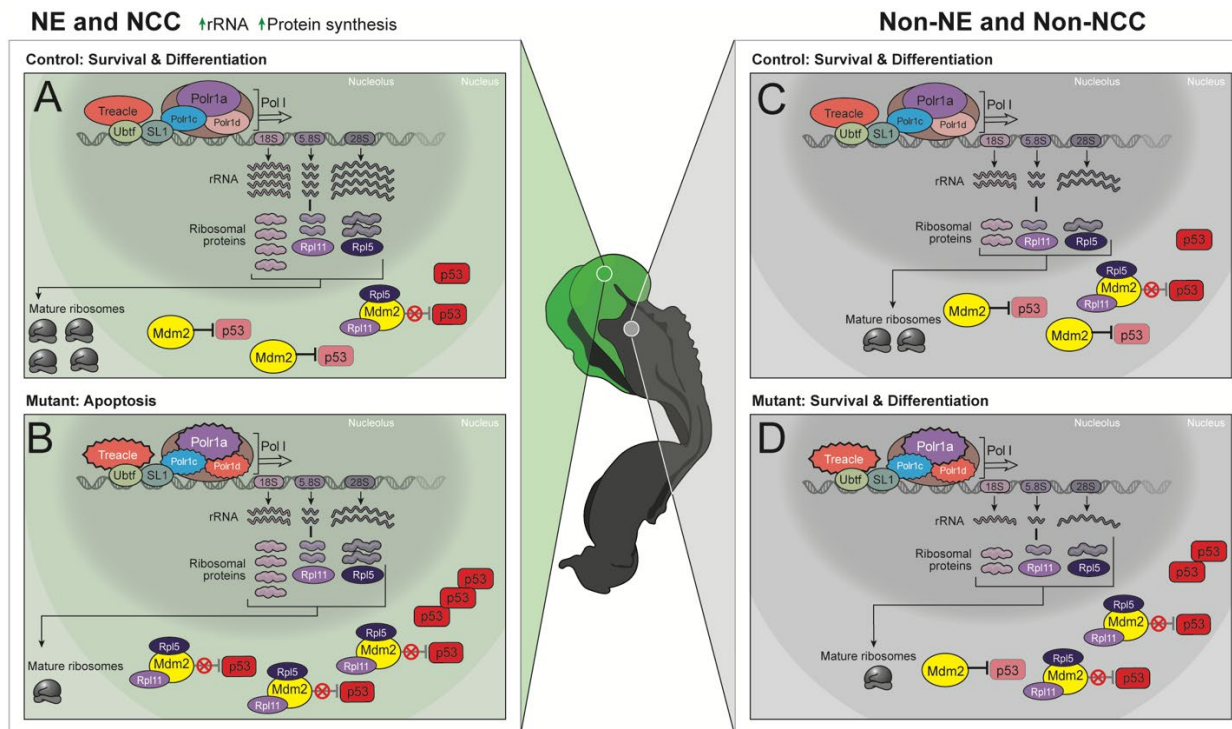 NE and NCC ↑rRNA ↑Protein synthesis
Control: Survival & Differentiation
A
Nucleolus
Nucleus
Treacle
Polr1a
Pol I
Ubtf
SL1
Polr1c
Polr1d
18S
5.8S
28S
rRNA
Ribosomal
proteins
Rpl11
Rpl5
p53
Mature ribosomes
Rpl5
Mdm2
p53
Rpl11
Mdm2
p53
Mdm2
p53
Mutant: Apoptosis
B
Nucleolus
Nucleus
Treacle
Polr1a
Pol I
Ubtf
SL1
Polr1c
Polr1d
18S
5.8S
28S
rRNA
Ribosomal
proteins
Rpl11
Rpl5
p53
p53
p53
Mature ribosomes
Rpl5
Mdm2
p53
Rpl11
Rpl5
Mdm2
p53
Rpl11
Rpl5
Mdm2
p53
Rpl11
Non-NE and Non-NCC
Control: Survival & Differentiation
C
Nucleolus
Nucleus
Treacle
Polr1a
Pol I
Ubtf
SL1
Polr1c
Polr1d
18S
5.8S
28S
rRNA
Ribosomal
proteins
Rpl11
Rpl5
p53
Mature ribosomes
Rpl5
Mdm2
p53
Rpl11
Mdm2
p53
Mdm2
p53
Mutant: Survival & Differentiation
D
Nucleolus
Nucleus
Treacle
Polr1a
Pol I
Ubtf
SL1
Polr1c
Polr1d
18S
5.8S
28S
rRNA
Ribosomal
proteins
Rpl11
Rpl5
p53
p53
Mature ribosomes
Rpl5
Mdm2
p53
Rpl11
Mdm2
p53
Rpl5
Mdm2
p53
Rpl11